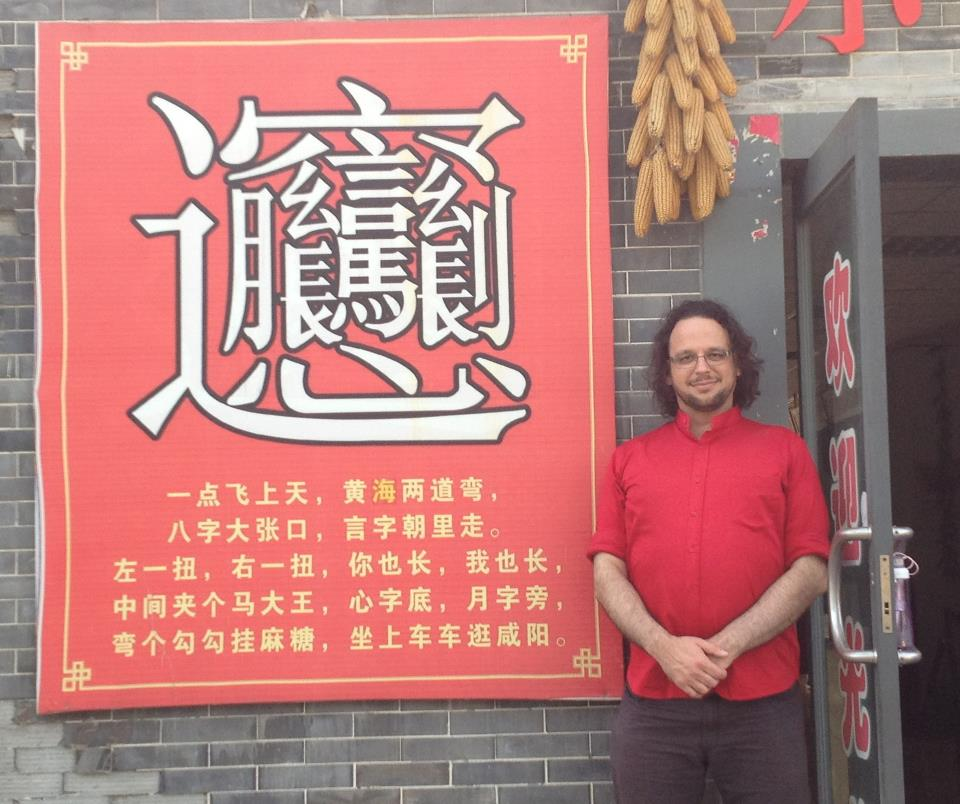 𰻞
一点飞上天，黄海两道弯，
八字大张口，言字朝里走。
左一扭，右一扭，你也长，我也长，
中间夹个马大王，心字底，月字旁，
弯个勾勾挂麻糖，坐上车车逛咸阳。
欢迎光